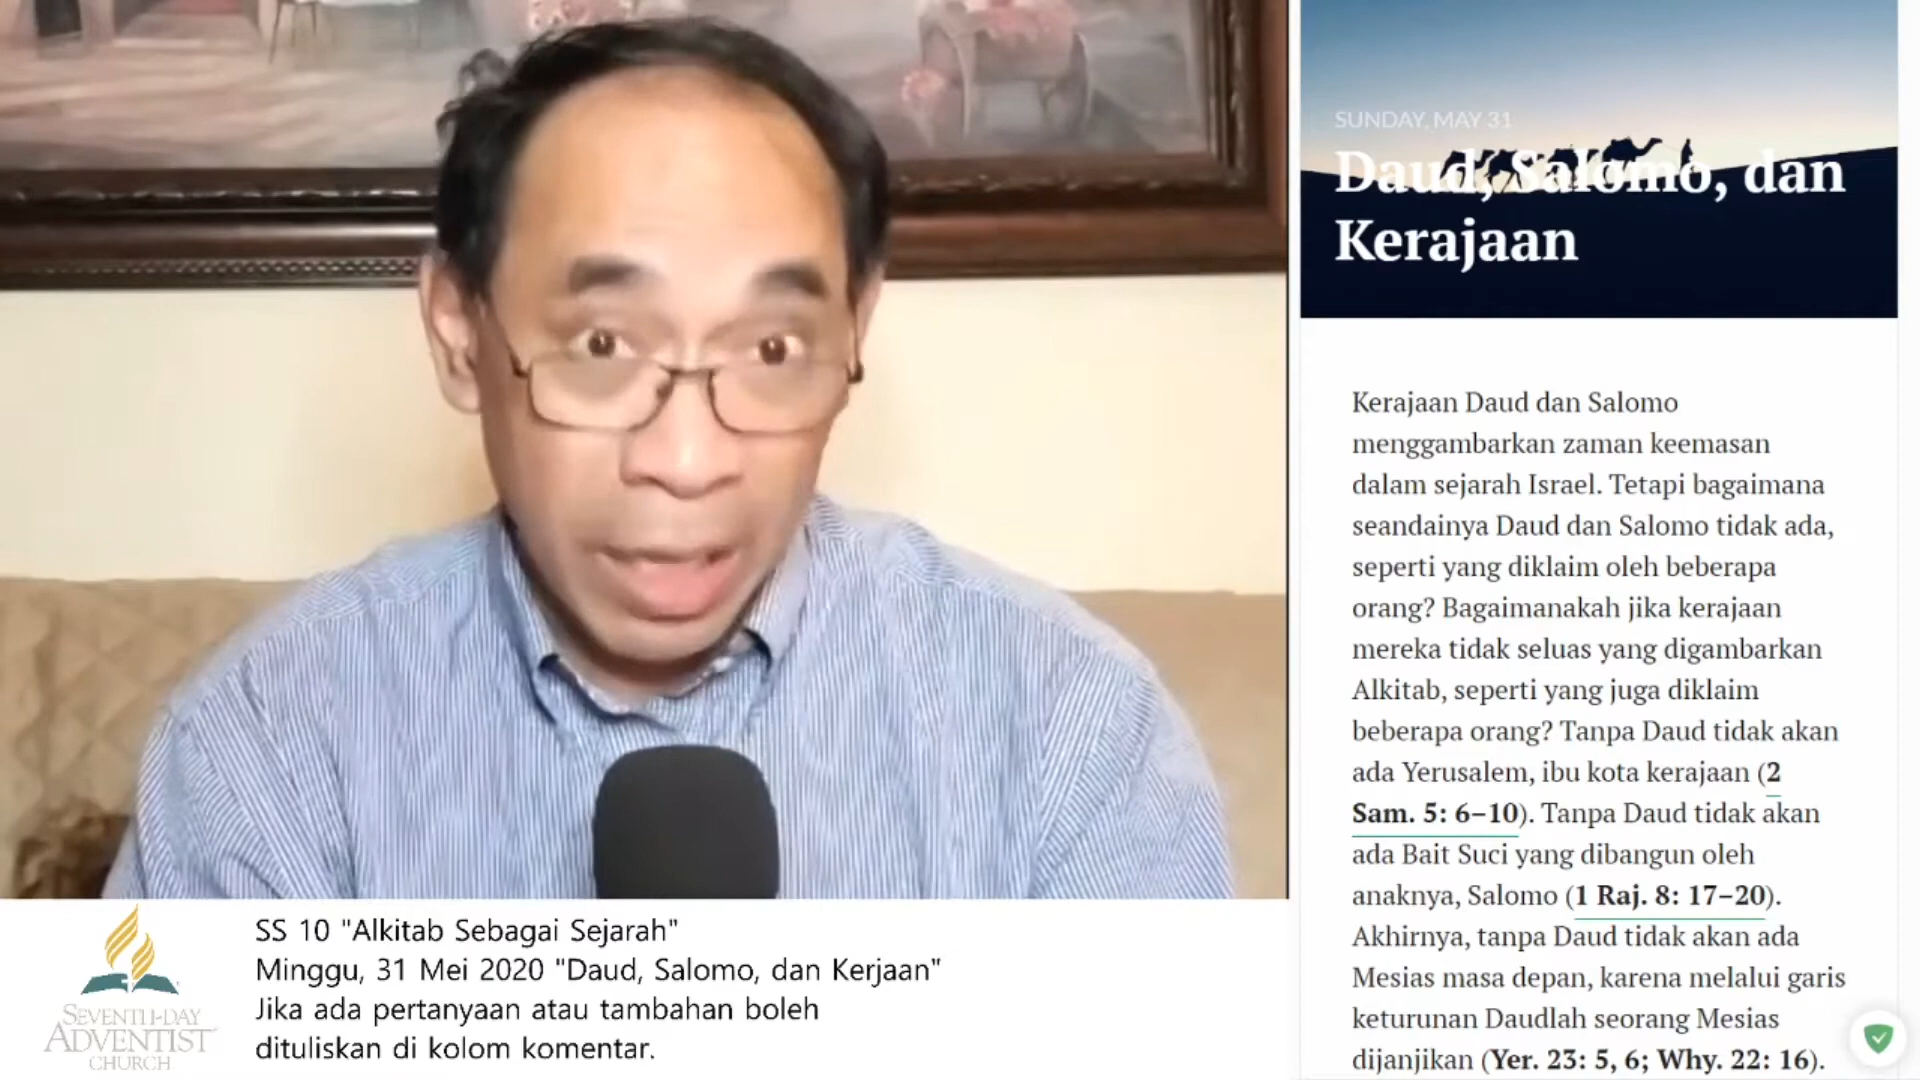 SUNDAY, MAY 31
Daud, Salomo, dan
Kerajaan
Kerajaan Daud dan Salomo
menggambarkan zaman keemasan
dalam sejarah Israel. Tetapi bagaimana
seandainya Daud dan Salomo tidak ada,
seperti yang diklaim oleh beberapa
orang? Bagaimanakah jika kerajaan
mereka tidak seluas yang digambarkan
Alkitab, seperti yang juga diklaim
beberapa orang? Tanpa Daud tidak akan
ada Yerusalem, ibu kota kerajaan (2
Sam. 5: 6–10). Tanpa Daud tidak akan
ada Bait Suci yang dibangun oleh
anaknya, Salomo (1 Raj. 8: 17–20).
Akhirnya, tanpa Daud tidak akan ada
Mesias masa depan, karena melalui garis
keturunan Daudlah seorang Mesias
dijanjikan (Yer. 23: 5, 6; Why. 22: 16).
SS 10 "Alkitab Sebagai Sejarah"
Minggu, 31 Mei 2020 "Daud, Salomo, dan Kerjaan"
Jika ada pertanyaan atau tambahan boleh
dituliskan di kolom komentar.
SEVENTH-DAY
ADVENTIST
CHURCH